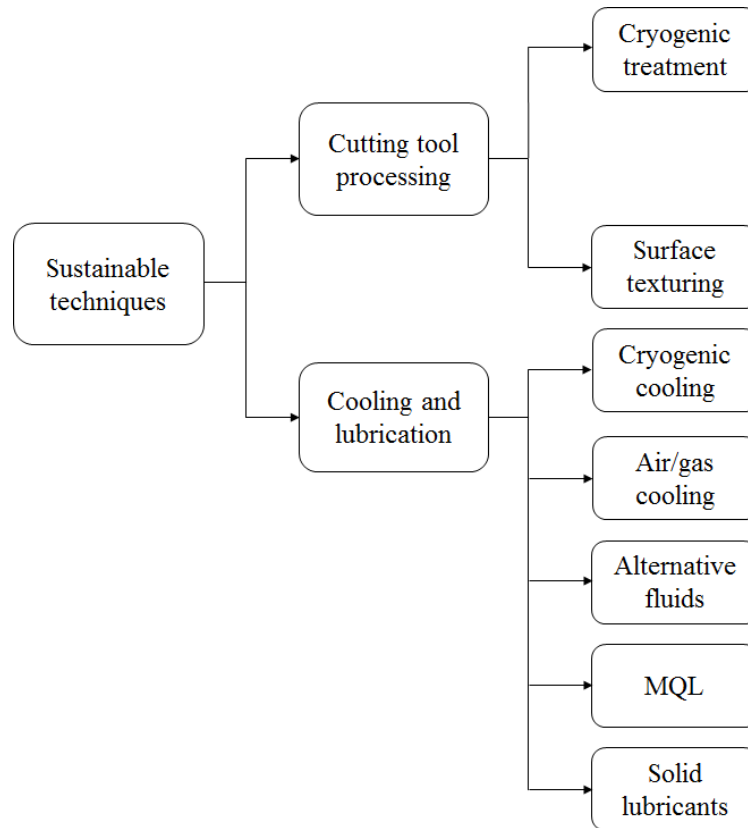 Sustainable
techniques
Cutting tool
processing
Cryogenic
treatment
Surface
texturing
Cooling and
lubrication
Cryogenic
cooling
Air/gas
cooling
Alternative
fluids
MQL
Solid
lubricants